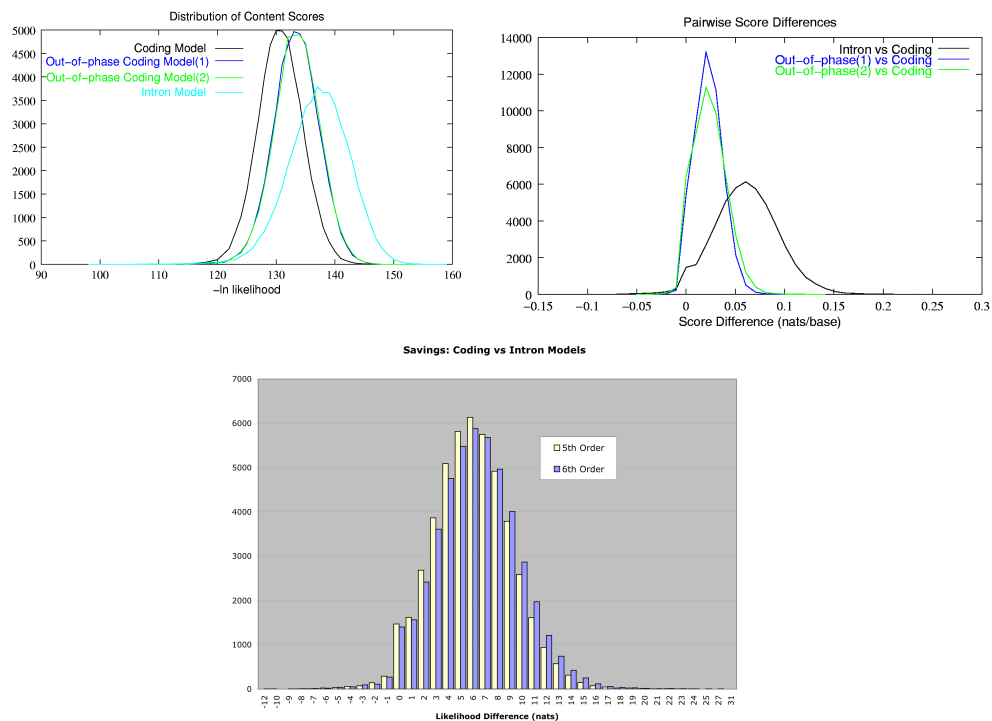 Distribution of Content Scores
5000
4500
4000
3500
3000
2500
2000
1500
1000
500
0
Coding Model
Out-of-phase Coding Model(1)
Out-of-phase Coding Model(2)
Intron Model
90 100 110 120 130 140 150 160
-ln likelihood
Pairwise Score Differences
14000
12000
10000
8000
6000
4000
2000
0
Intron vs Coding
Out-of-phase(1) vs Coding
Out-of-phase(2) vs Coding
-0.15 -0.1 -0.05 0 0.05 0.1 0.15 0.2 0.25 0.3
Score Difference (nats/base)
Savings: Coding vs Intron Models
7000
6000
5000
4000
3000
2000
1000
0
5th Order
6th Order
-12 -10 -9 -8 -7 -6 -5 -4 -3 -2 -1 0 1 2 3 4 5 6 7 8 9 10 11 12 13 14 15 16 17 18 19 20 21 22 23 24 25 27 31
Likelihood Difference (nats)